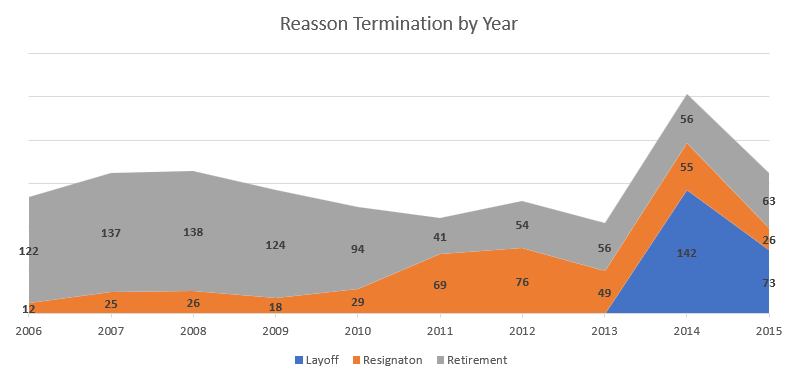 Reasson Termination by Year
122 137 138 124 94 41 54 56 56 63
12 25 26 18 29 69 76 49 55 26
142 73
2006 2007 2008 2009 2010 2011 2012 2013 2014 2015
Layoff Resignaton Retirement